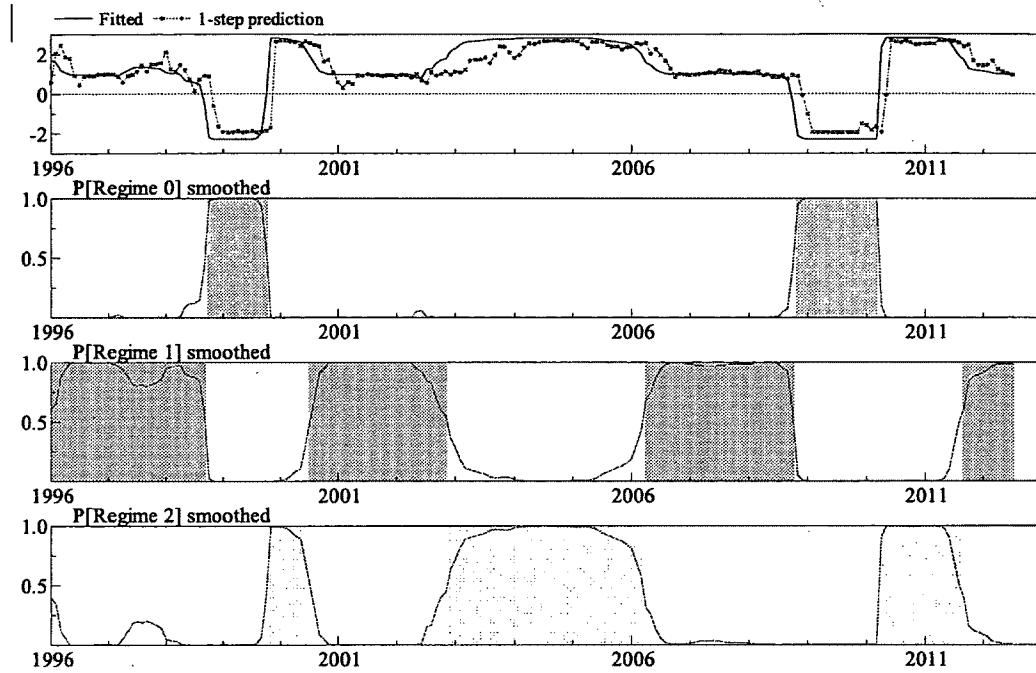 Fitted 1-step prediction
2
0
-2
1996 2001 2006 2011
P[Regime 0] smoothed
1.0
0.5
1996 2001 2006 2011
P[Regime 1] smoothed
1.0
0.5
1996 2001 2006 2011
P[Regime 2] smoothed
1.0
0.5
1996 2001 2006 2011